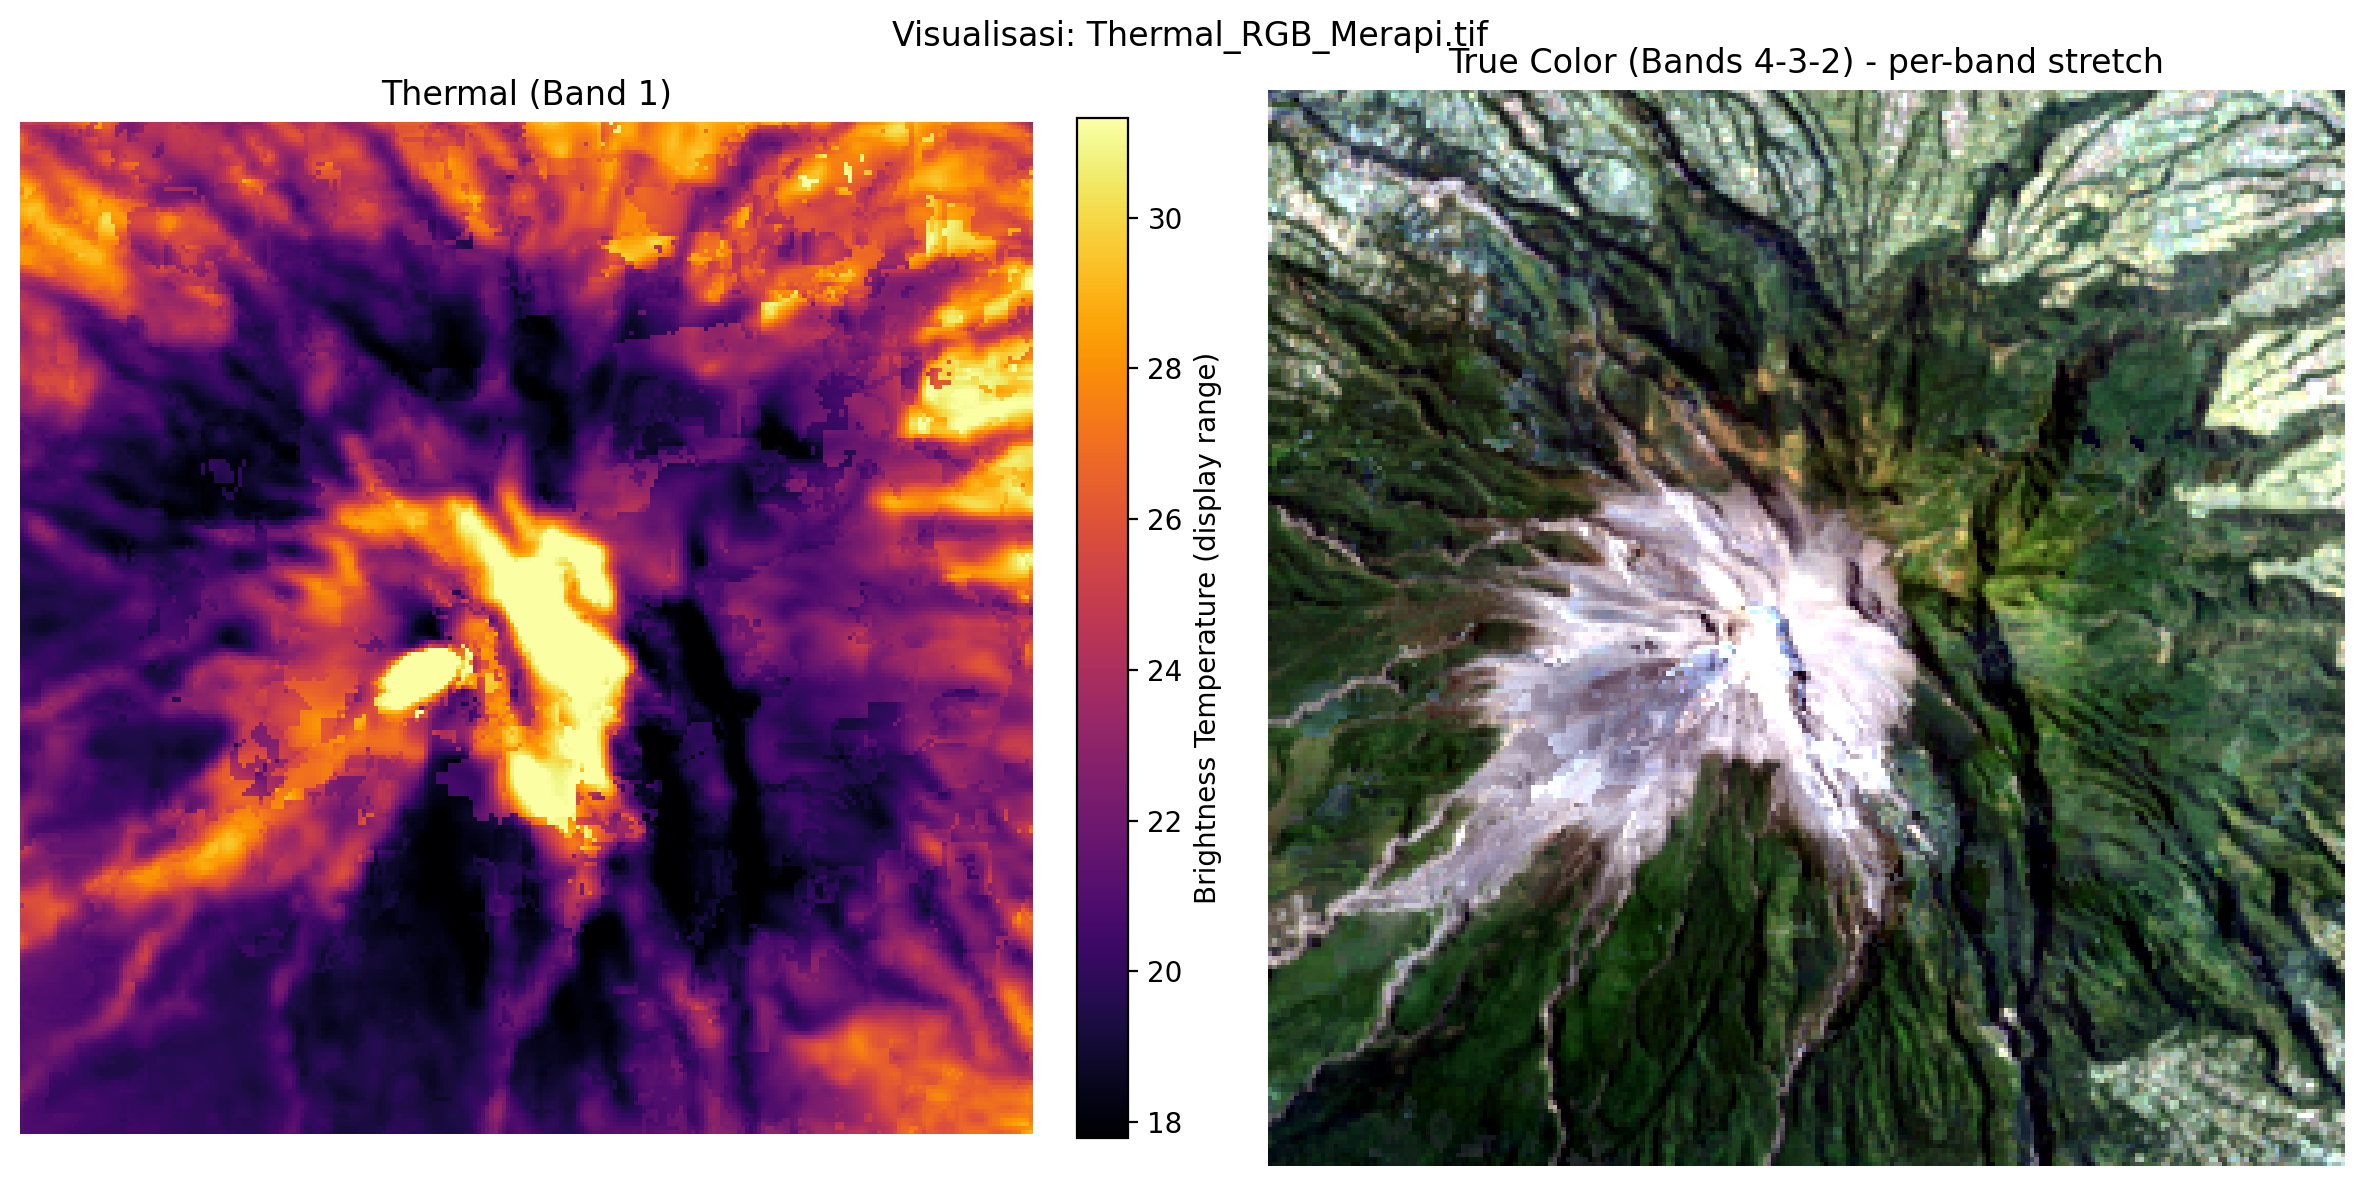 Visualisasi: Thermal_RGB_Merapi.tif
Thermal (Band 1)
True Color (Bands 4-3-2) - per-band stretch
30
28
26
24
22
20
18
Brightness Temperature (display range)